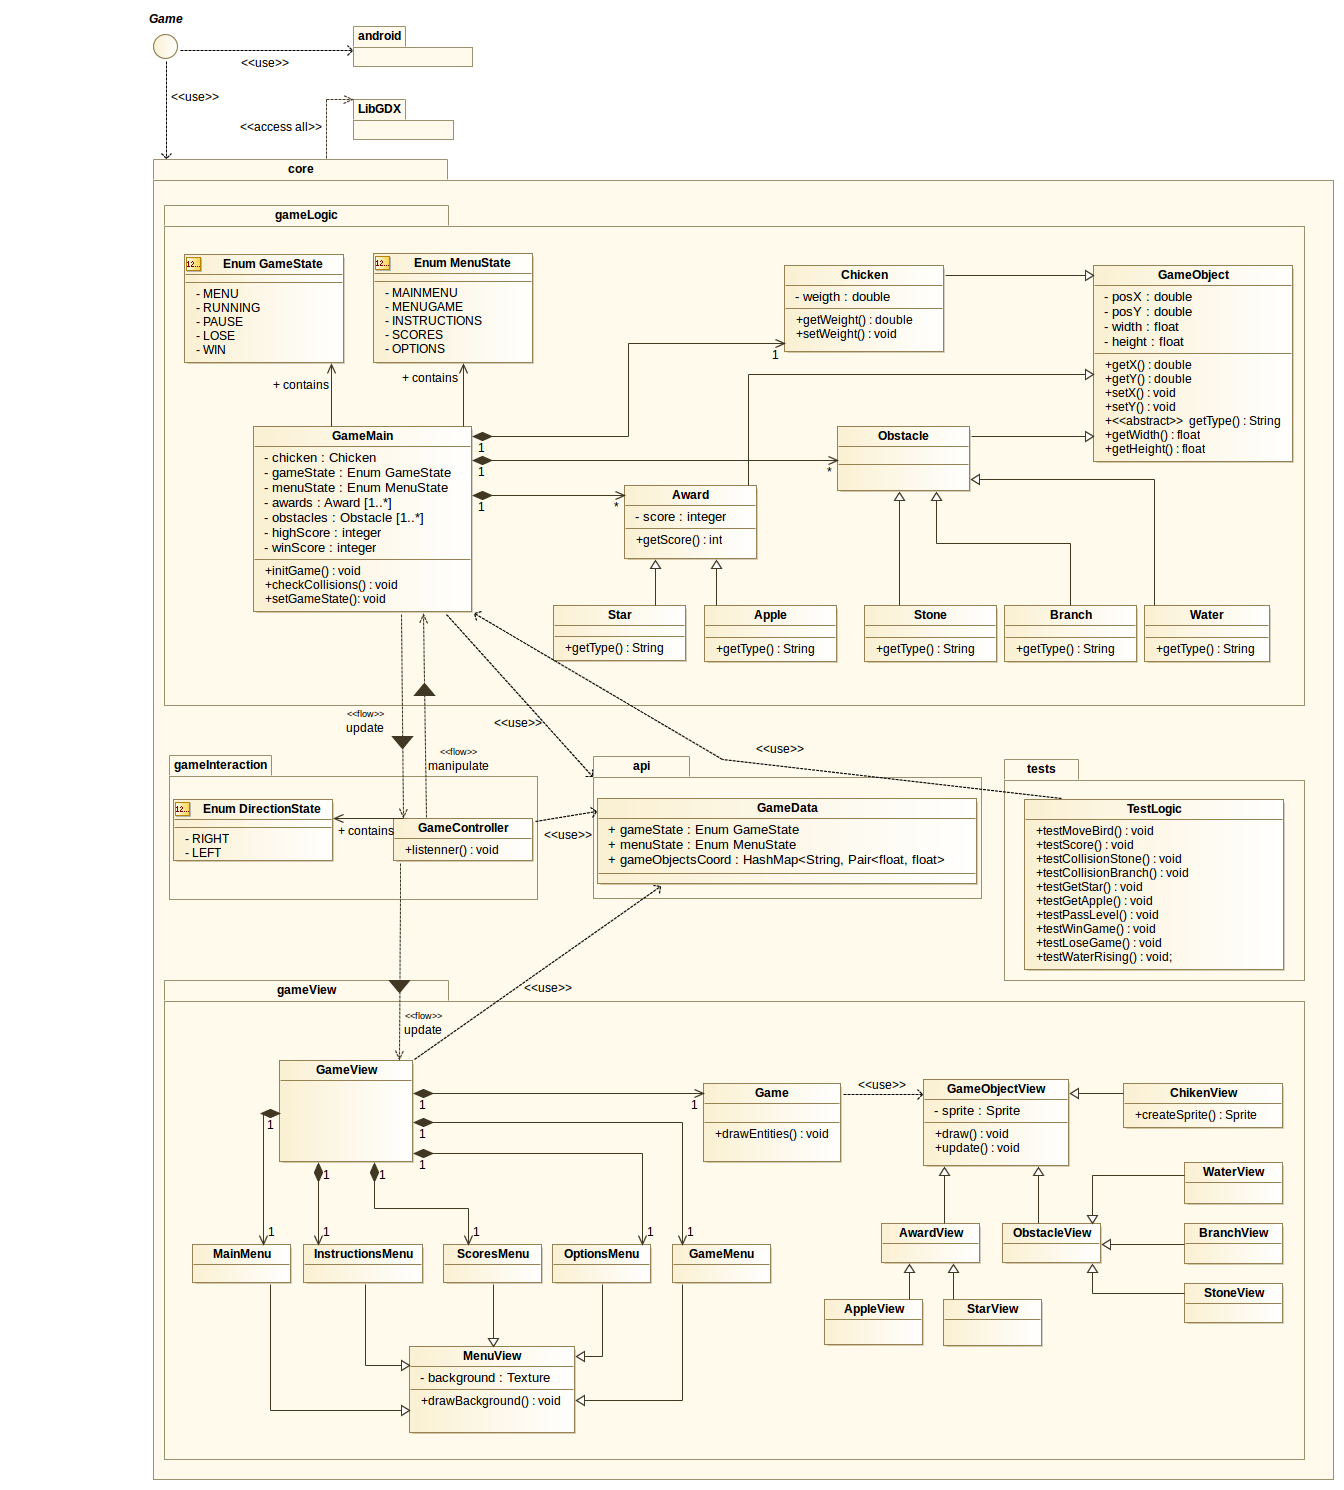 Game
android
<<use>>
<<use>>
LibGDX
<<access all>>
core
gameLogic
Enum GameState
- MENU
- RUNNING
- PAUSE
- LOSE
- WIN
Enum MenuState
- MAINMENU
- MENUGAME
- INSTRUCTIONS
- SCORES
- OPTIONS
Chicken
- weigth : double
+getWeight() : double
+setWeight() : void
GameObject
- posX : double
- posY : double
- width : float
- height : float
+getX() : double
+getY() : double
+setX() : void
+setY() : void
+<<abstract>> getType() : String
+getWidth() : float
+getHeight() : float
+ contains
+ contains
1
GameMain
- chicken : Chicken
- gameState : Enum GameState
- menuState : Enum MenuState
- awards : Award [1..*]
- obstacles : Obstacle [1..*]
- highScore : integer
- winScore : integer
+initGame() : void
+checkCollisions() : void
+setGameState(): void
1
1
1
*
*
Obstacle
Award
- score : integer
+getScore() : int
Star
+getType() : String
Apple
+getType() : String
Stone
+getType() : String
Branch
+getType() : String
Water
+getType() : String
<<flow>>
update
<<flow>>
manipulate
<<use>>
<<use>>
gameInteraction
Enum DirectionState
- RIGHT
- LEFT
+ contains
GameController
+listenner() : void
<<use>>
api
GameData
+ gameState : Enum GameState
+ menuState : Enum MenuState
+ gameObjectsCoord : HashMap<String, Pair<float, float>
tests
TestLogic
+testMoveBird() : void
+testScore() : void
+testCollisionStone() : void
+testCollisionBranch() : void
+testGetStar() : void
+testGetApple() : void
+testPassLevel() : void
+testWinGame() : void
+testLoseGame() : void
+testWaterRising() : void;
gameView
<<use>>
<<flow>>
update
GameView
1
1
1
1
1
1
1
Game
+drawEntities() : void
<<use>>
GameObjectView
- sprite : Sprite
+draw() : void
+update() : void
ChikenView
+createSprite() : Sprite
WaterView
AwardView
ObstacleView
BranchView
StoneView
AppleView
StarView
1
1
1
1
1
MainMenu
InstructionsMenu
ScoresMenu
OptionsMenu
GameMenu
MenuView
- background : Texture
+drawBackground() : void